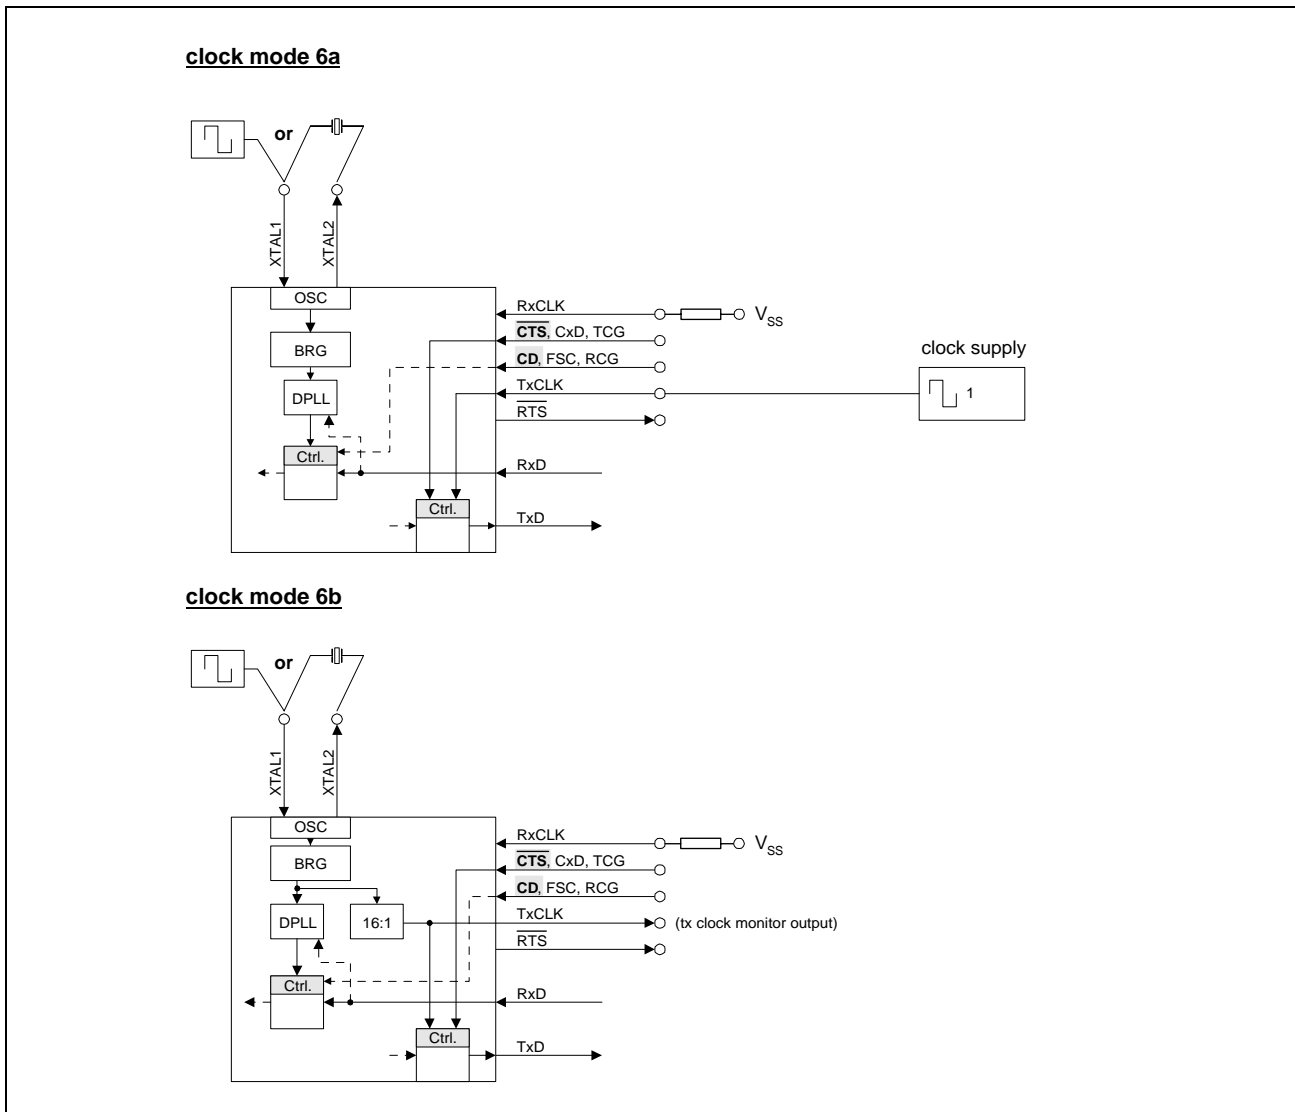 clock mode 6a
or
XTAL1
XTAL2
OSC
RxCLK
VSS
CTS, CxD, TCG
BRG
CD, FSC, RCG
clock supply
TxCLK
1
DPLL
RTS
Ctrl.
RxD
Ctrl.
TxD
clock mode 6b
or
XTAL1
XTAL2
OSC
RxCLK
VSS
BRG
CTS, CxD, TCG
CD, FSC, RCG
DPLL
16:1
TxCLK
(tx clock monitor output)
RTS
Ctrl.
RxD
Ctrl.
TxD